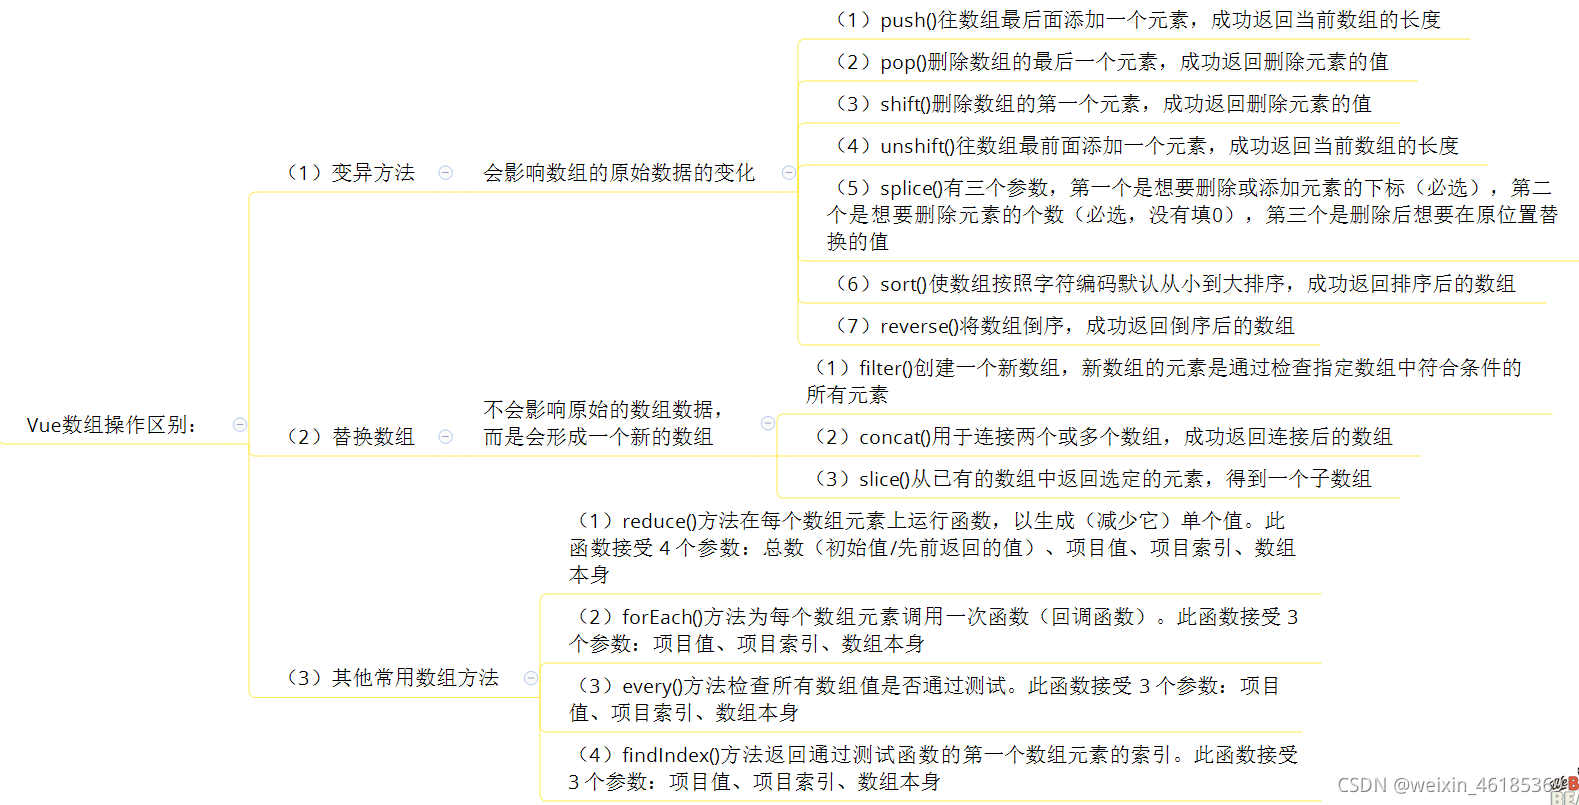 （1）push()往数组最后面添加一个元素，成功返回当前数组的长度
（2）pop()删除数组的最后一个元素，成功返回删除元素的值
（3）shift()删除数组的第一个元素，成功返回删除元素的值
（4）unshift()往数组最前面添加一个元素，成功返回当前数组的长度
（1）变异方法
会影响数组的原始数据的变化
（5）splice()有三个参数，第一个是想要删除或添加元素的下标（必选），第二
个是想要删除元素的个数（必选，没有填0），第三个是删除后想要在原位置替
换的值
（6）sort()使数组按照字符编码默认从小到大排序，成功返回排序后的数组
（7）reverse()将数组倒序，成功返回倒序后的数组
Vue数组操作区别：
（2）替换数组
不会影响原始的数组数据，
而是会形成一个新的数组
（1）filter()创建一个新数组，新数组的元素是通过检查指定数组中符合条件的
所有元素
（2）concat()用于连接两个或多个数组，成功返回连接后的数组
（3）slice()从已有的数组中返回选定的元素，得到一个子数组
（3）其他常用数组方法
（1）reduce()方法在每个数组元素上运行函数，以生成（减少它）单个值。此
函数接受 4 个参数：总数（初始值/先前返回的值）、项目值、项目索引、数组
本身
（2）forEach()方法为每个数组元素调用一次函数（回调函数）。此函数接受 3
个参数：项目值、项目索引、数组本身
（3）every()方法检查所有数组值是否通过测试。此函数接受 3 个参数：项目
值、项目索引、数组本身
（4）findIndex()方法返回通过测试函数的第一个数组元素的索引。此函数接受
3 个参数：项目值、项目索引、数组本身
CSDN